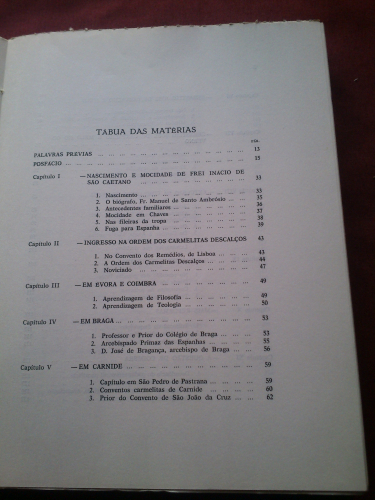 TABUA DAS MATERIAS
PÁG.
PALAVRAS PRÉVIAS ... 13
POSFÁCIO ... 15
Capítulo I — NASCIMENTO E MOCIDADE DE FREI INACIO DE
SÃO CAETANO ... 33
1. Nascimento ... 33
2. O biógrafo, Fr. Manuel de Santo Ambrósio ... 35
3. Antecedentes familiares ... 36
4. Mocidade em Chaves ... 37
5. Nas fileiras da tropa ... 38
6. Fuga para Espanha ... 39
Capítulo II — INGRESSO NA ORDEM DOS CARMELITAS DESCALÇOS 43
1. No Convento dos Remédios, de Lisboa ... 43
2. A Ordem dos Carmelitas Descalços ... 44
3. Noviciado ... 47
Capítulo III — EM EVORA E COIMBRA ... 49
1. Aprendizagem de Filosofia ... 49
2. Aprendizagem de Teologia ... 50
Capítulo IV — EM BRAGA ... 53
1. Professor e Prior do Colégio de Braga ... 53
2. Arcebispado Primas das Espanhas ... 55
3. D. José de Bragança, arcebispo de Braga ... 56
Capítulo V — EM CARNIDE ... 59
1. Capítulo em São Pedro de Pastrana ... 59
2. Conventos carmelitas de Carnide ... 60
3. Prior do Convento de São João da Cruz ... 62